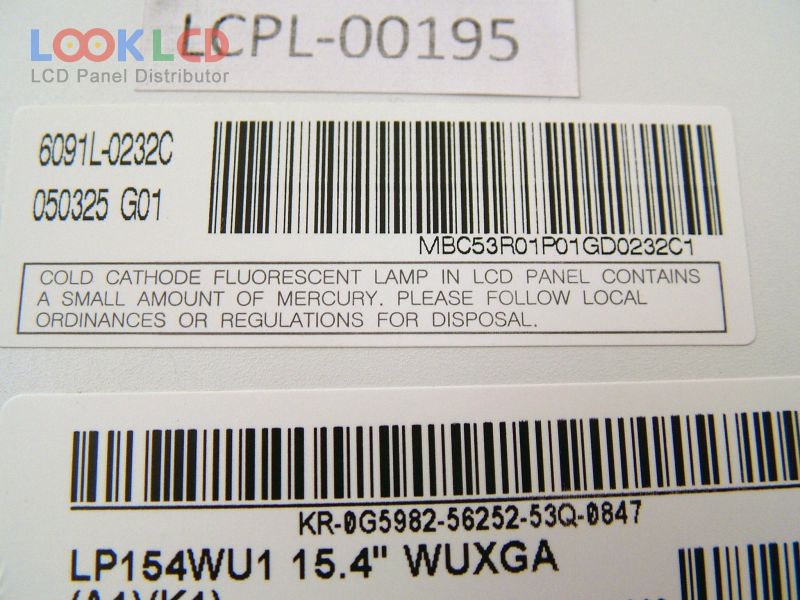 LCPL-00195
LOOKLCD
LCD Panel Distributor
6091L-0232C
050325 G01
MBC53R01P01GD0232C1
COLD CATHODE FLUORESCENT LAMP IN LCD PANEL CONTAINS
A SMALL AMOUNT OF MERCURY. PLEASE FOLLOW LOCAL
ORDINANCES OR REGULATIONS FOR DISPOSAL.
KR-0G5982-56252-53Q-0847
LP154WU1 15.4" WUXGA
(A1)(K1)